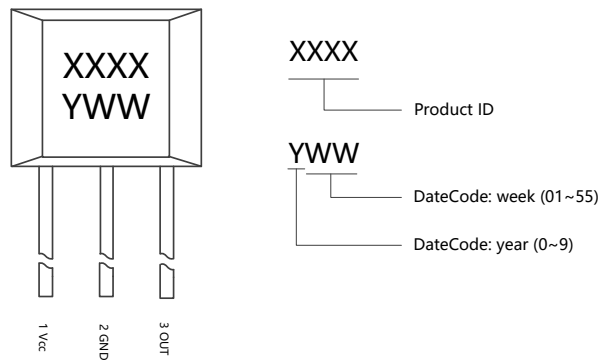 XXXX
YWW
1 Vcc
2 GND
3 OUT
XXXX
Product ID
YWW
DateCode: week (01~55)
DateCode: year (0~9)